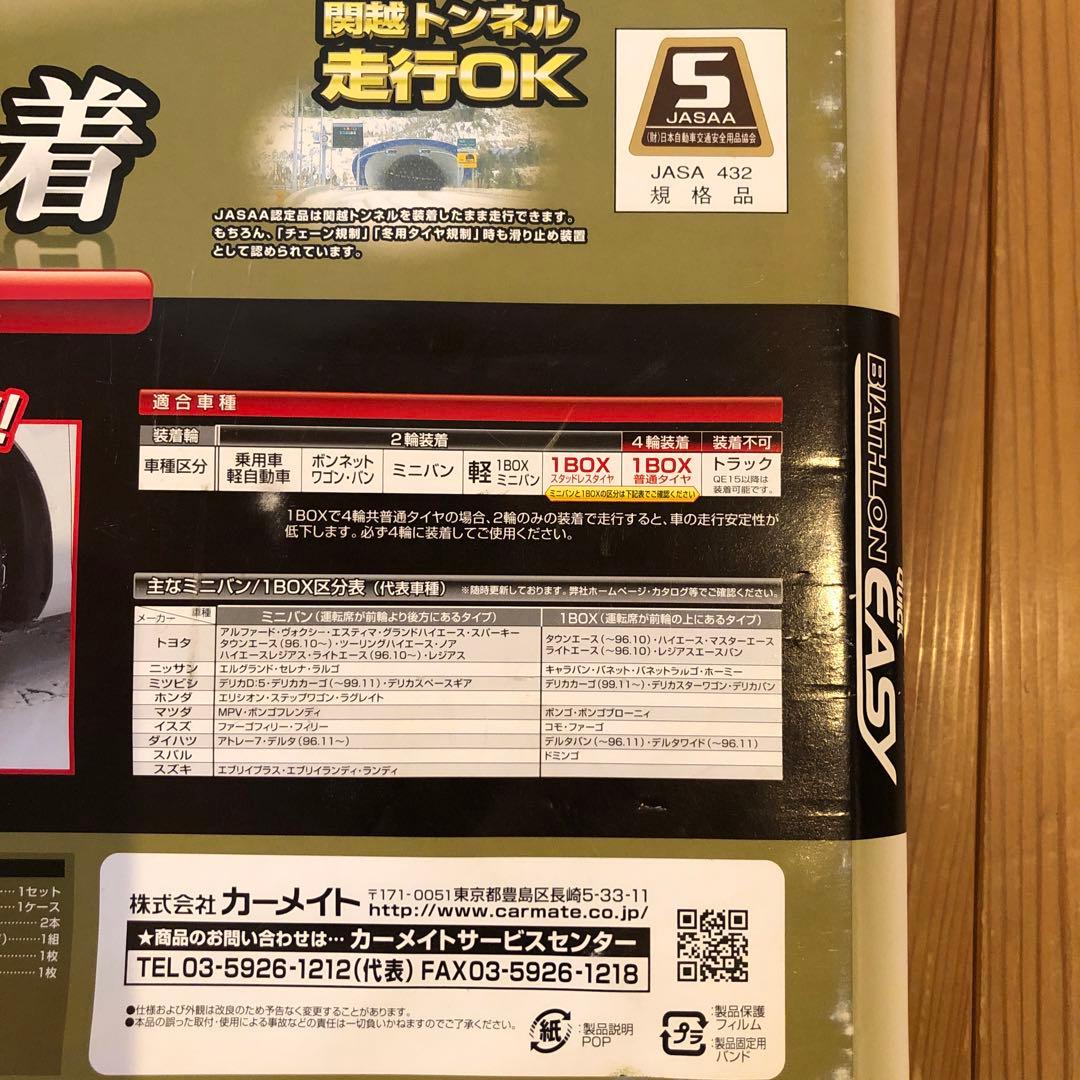 関越トンネル
走行OK
着
JASAA認定品は関越トンネルを装着したまま走行できます。
もちろん、「チェーン規制」「冬用タイヤ規制」時も滑り止め装置
として認められています。
S
JASAA
(財)日本自動車交通安全用品協会
JASA 432
規格品
適合車種
装着輪 2輪装着 4輪装着 装着不可
車種区分 乗用車 軽自動車 ボンネット ワゴン・バン ミニバン 軽 1BOX ミニバン 1BOX スタッドレスタイヤ 1BOX 普通タイヤ トラック QE15以降は 装着可能です。
ミニバンと1BOXの区分は下記表でご確認ください
1BOXで4輪共普通タイヤの場合、2輪のみの装着で走行すると、車の走行安定性が
低下します。必ず4輪に装着してご使用ください。
主なミニバン/1BOX区分表(代表車種) ※随時更新しております。弊社ホームページ・カタログ等でご確認ください。
メーカー 車種 ミニバン(運転席が前輪より後方にあるタイプ) 1BOX(運転席が前輪の上にあるタイプ)
トヨタ アルファード・ヴォクシー・エスティマ・グランドハイエース・スパーキー
タウンエース(96.10〜)・ツーリングハイエース・ノア
ハイエースレジアス・ライトエース(96.10〜)・レジアス
タウンエース(〜96.10)・ハイエース・マスターエース
ライトエース(〜96.10)・レジアスエースバン
ニッサン エルグランド・セレナ・ラルゴ キャラバン・バネット・バネットラルゴ・ホーミー
ミツビシ デリカD:5・デリカカーゴ(〜99.11)・デリカスペースギア デリカカーゴ(99.11〜)・デリカスターワゴン・デリカバン
ホンダ エリシオン・ステップワゴン・ラグレイト
マツダ MPV・ボンゴフレンディ ボンゴ・ボンゴブローニィ
イスズ ファーゴフィリー・フィリー コモ・ファーゴ
ダイハツ アトレー7・デルタ(96.11〜) デルタバン(〜96.11)・デルタワイド(〜96.11)
スバル ドミンゴ
スズキ エブリイプラス・エブリイランディ・ランディ
BIATHLON
QUICK
EASY
1セット
1ケース
2本
1組
1枚
1枚
株式会社 カーメイト 〒171-0051東京都豊島区長崎5-33-11
http://www.carmate.co.jp/
★商品のお問い合わせは… カーメイトサービスセンター
TEL03-5926-1212(代表) FAX03-5926-1218
●仕様および外観は改良のため予告なく変更することがあります。
●本品の誤った取付・使用による事故などの責任は一切負いかねますのでご了承ください。
紙 :製品説明
POP
プラ :製品保護
フィルム
:製品固定用
バンド